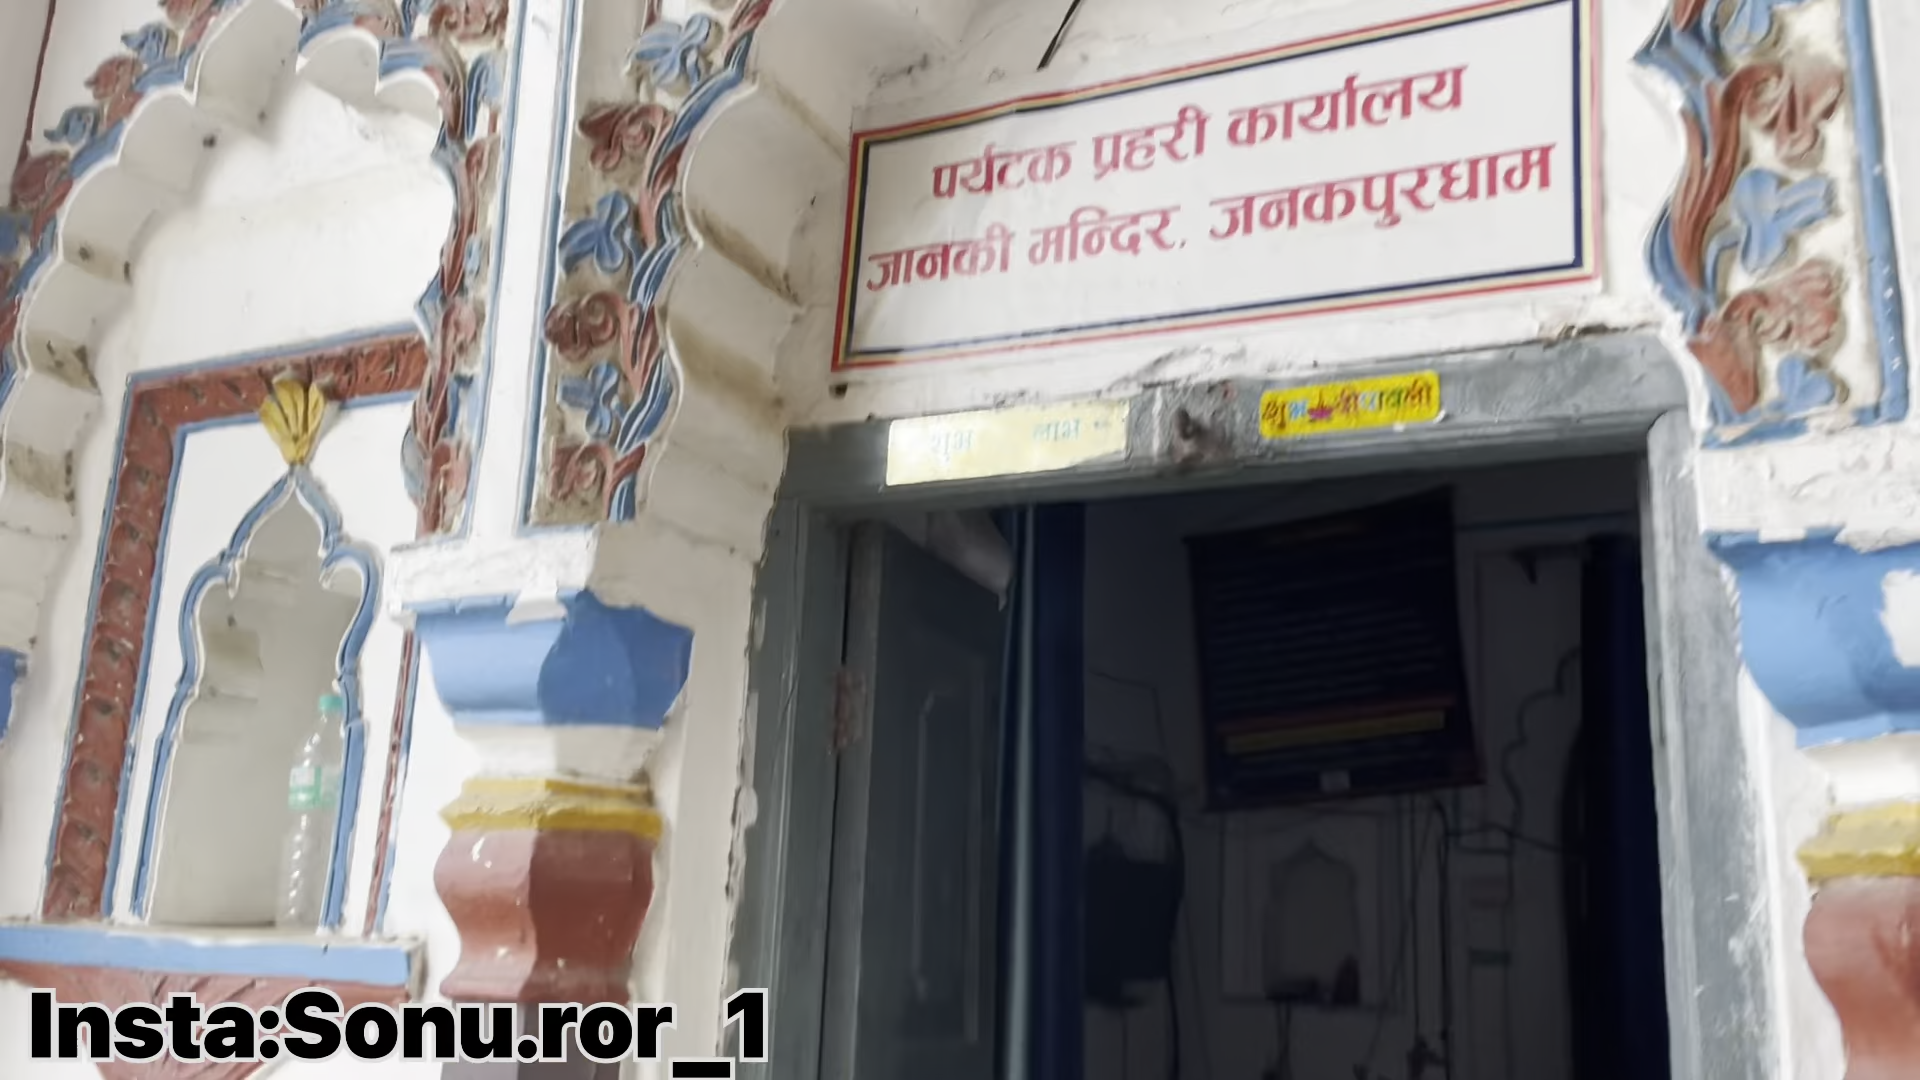 पर्यटक प्रहरी कार्यालय
जानकी मन्दिर, जनकपुरधाम
शुभ लाभ
शुभ दीपावली
Insta:Sonu.ror_1